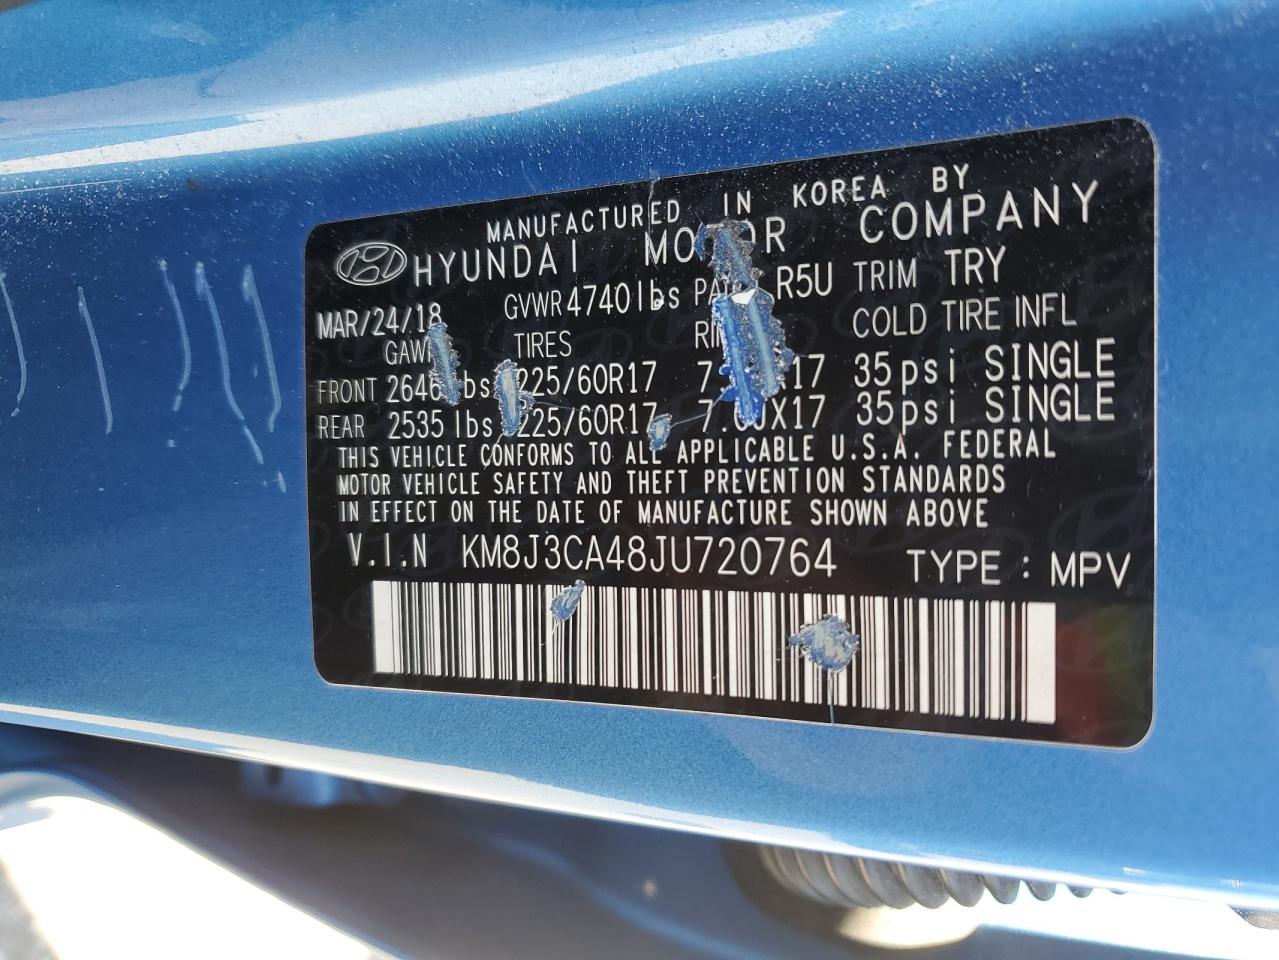 MANUFACTURED IN KOREA BY
HYUNDAI COMPANY
MAR/24/18 GVWR 4740 lbs R5U TRIM TRY
TIRES COLD TIRE INFL
FRONT 225/60R17 35psi SINGLE
REAR 2535 lbs 225/60R17 35psi SINGLE
THIS VEHICLE CONFORMS TO ALL APPLICABLE U.S.A. FEDERAL
MOTOR VEHICLE SAFETY AND THEFT PREVENTION STANDARDS
IN EFFECT ON THE DATE OF MANUFACTURE SHOWN ABOVE
V.I.N KM8J3CA48JU720764 TYPE : MPV